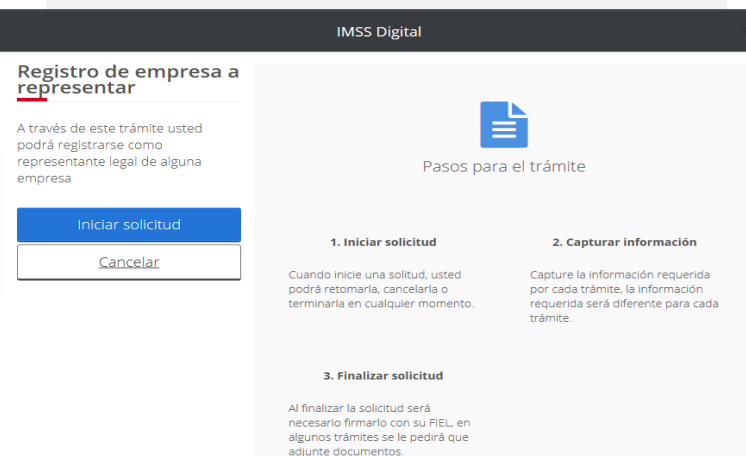 IMSS Digital
Registro de empresa a
representar
A través de este trámite usted
podrá registrarse como
representante legal de alguna
empresa
Iniciar solicitud
Cancelar
Pasos para el trámite
1. Iniciar solicitud
Cuando inicie una solitud, usted
podrá retomarla, cancelarla o
terminarla en cualquier momento.
2. Capturar información
Capture la información requerida
por cada trámite, la información
requerida será diferente para cada
trámite.
3. Finalizar solicitud
Al finalizar la solicitud será
necesario firmarlo con su FIEL, en
algunos trámites se le pedirá que
adjunte documentos.